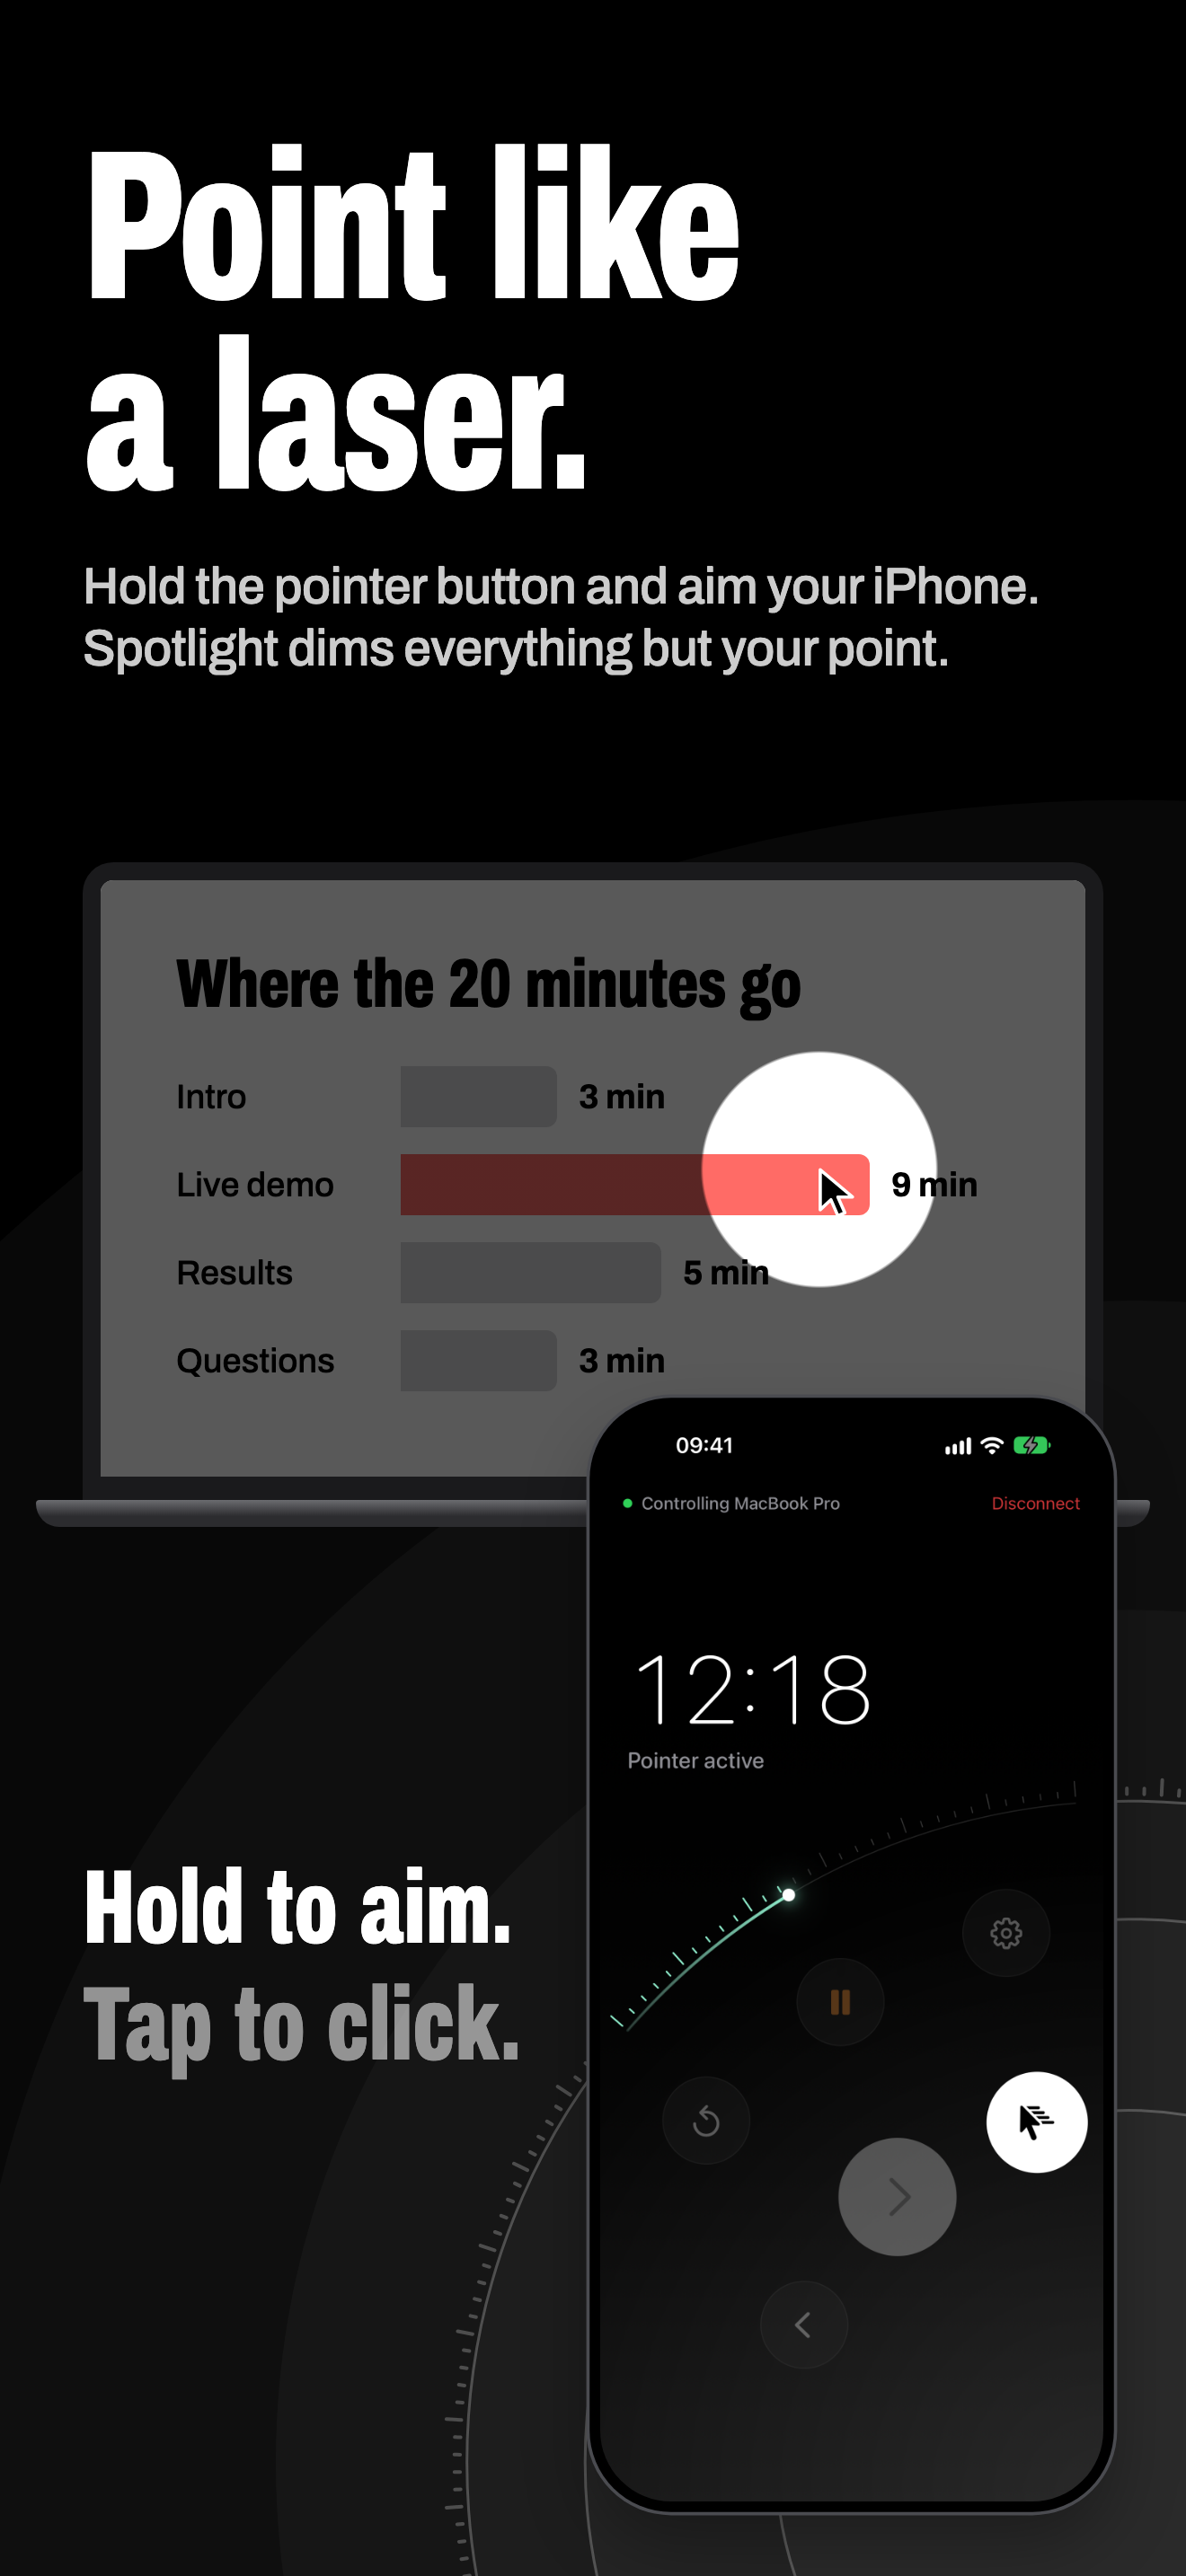 Point like
a laser.
Hold the pointer button and aim your iPhone.
Spotlight dims everything but your point.
Where the 20 minutes go
Intro 3 min
Live demo 9 min
Results 5 min
Questions 3 min
09:41
Controlling MacBook Pro Disconnect
12:18
Pointer active
Hold to aim.
Tap to click.